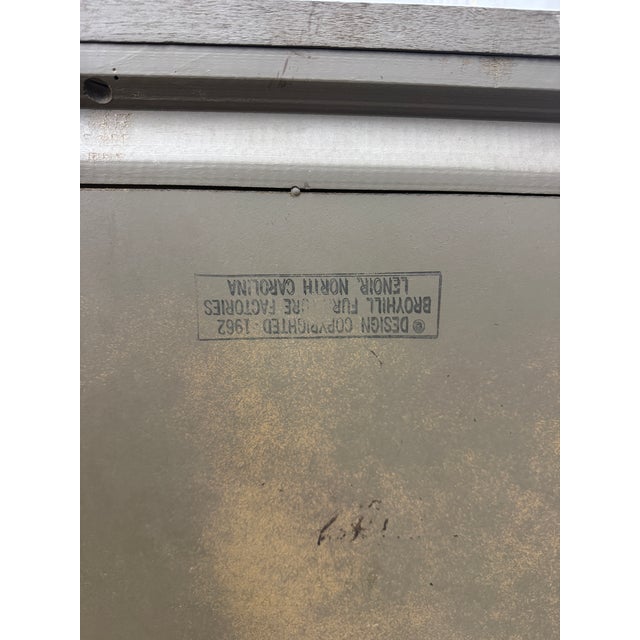 © DESIGN COPYRIGHTED 1962
BROYHILL FUR  URE FACTORIES
LENOIR, NORTH CAROLINA